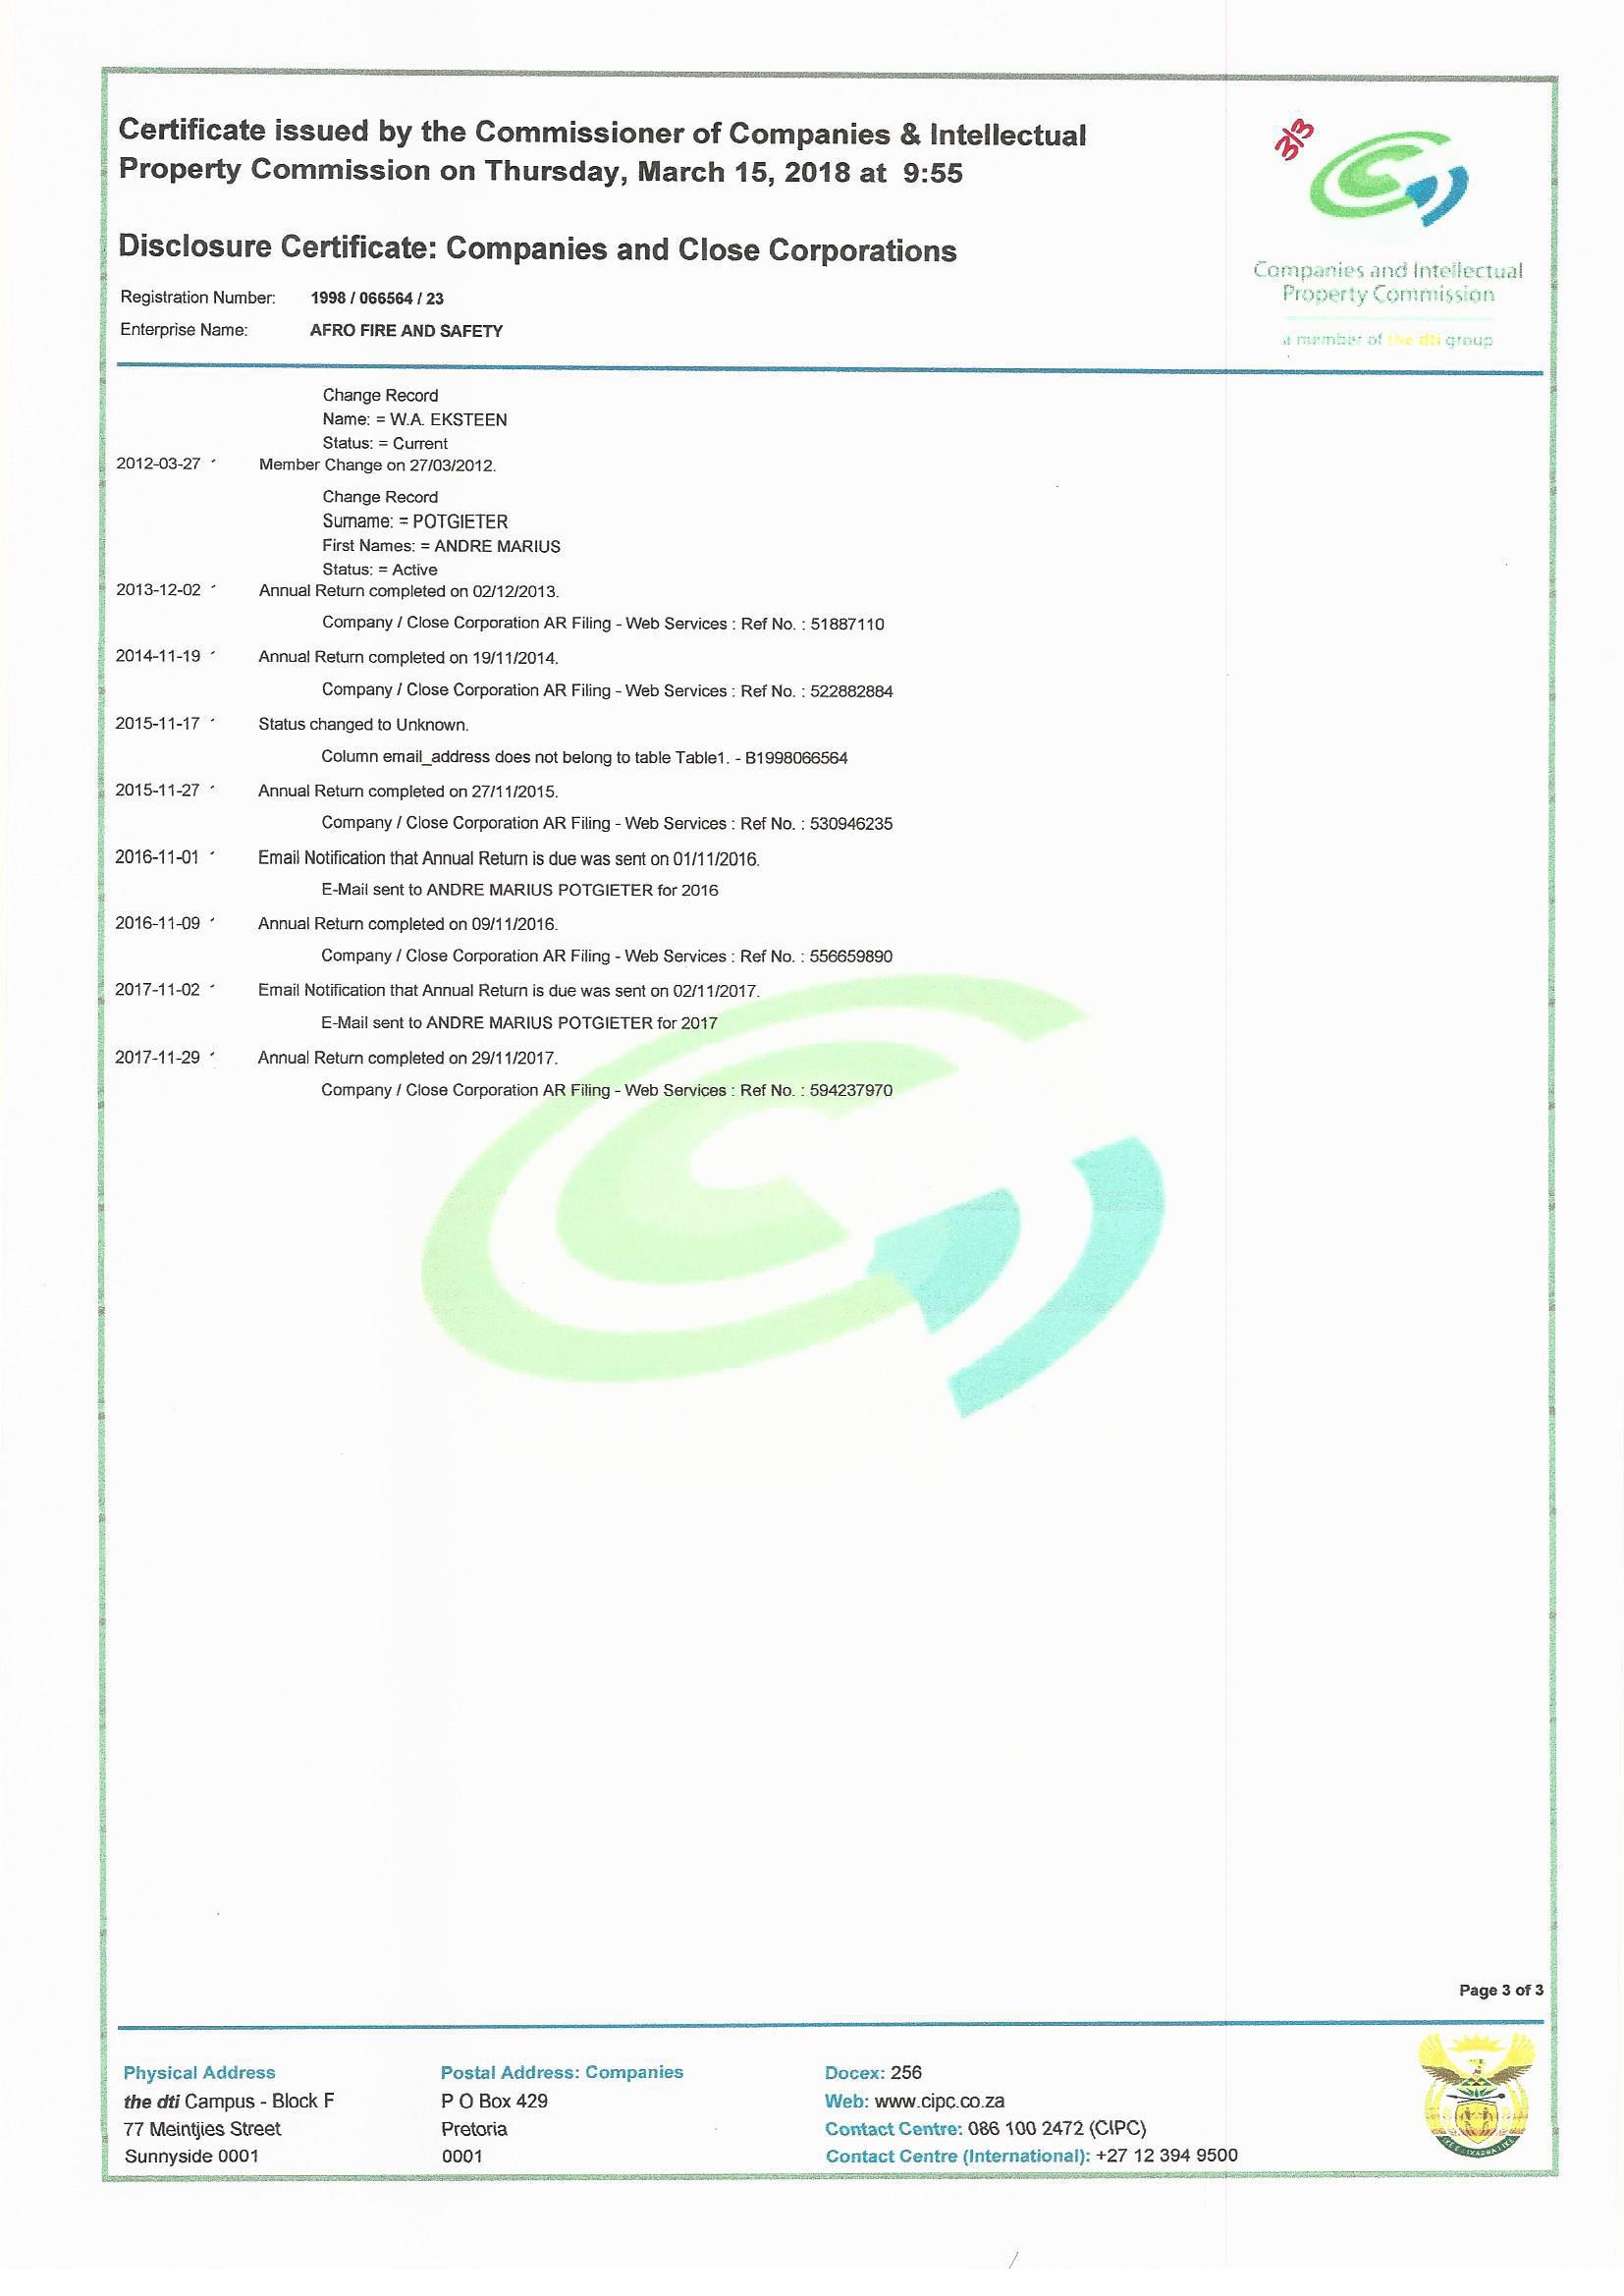 Certificate issued by the Commissioner of Companies & Intellectual
Property Commission on Thursday, March 15, 2018 at 9:55
3/3
Disclosure Certificate: Companies and Close Corporations
Companies and Intellectual
Property Commission
a member of the dti group
Registration Number: 1998 / 066564 / 23
Enterprise Name: AFRO FIRE AND SAFETY
Change Record
Name: = W.A. EKSTEEN
Status: = Current
2012-03-27 Member Change on 27/03/2012.
Change Record
Surname: = POTGIETER
First Names: = ANDRE MARIUS
Status: = Active
2013-12-02 Annual Return completed on 02/12/2013.
Company / Close Corporation AR Filing - Web Services : Ref No. : 51887110
2014-11-19 Annual Return completed on 19/11/2014.
Company / Close Corporation AR Filing - Web Services : Ref No. : 522882884
2015-11-17 Status changed to Unknown.
Column email_address does not belong to table Table1. - B1998066564
2015-11-27 Annual Return completed on 27/11/2015.
Company / Close Corporation AR Filing - Web Services : Ref No. : 530946235
2016-11-01 Email Notification that Annual Return is due was sent on 01/11/2016.
E-Mail sent to ANDRE MARIUS POTGIETER for 2016
2016-11-09 Annual Return completed on 09/11/2016.
Company / Close Corporation AR Filing - Web Services : Ref No. : 556659890
2017-11-02 Email Notification that Annual Return is due was sent on 02/11/2017.
E-Mail sent to ANDRE MARIUS POTGIETER for 2017
2017-11-29 Annual Return completed on 29/11/2017.
Company / Close Corporation AR Filing - Web Services : Ref No. : 594237970
Page 3 of 3
Physical Address
the dti Campus - Block F
77 Meintjies Street
Sunnyside 0001
Postal Address: Companies
P O Box 429
Pretoria
0001
Docex: 256
Web: www.cipc.co.za
Contact Centre: 086 100 2472 (CIPC)
Contact Centre (International): +27 12 394 9500